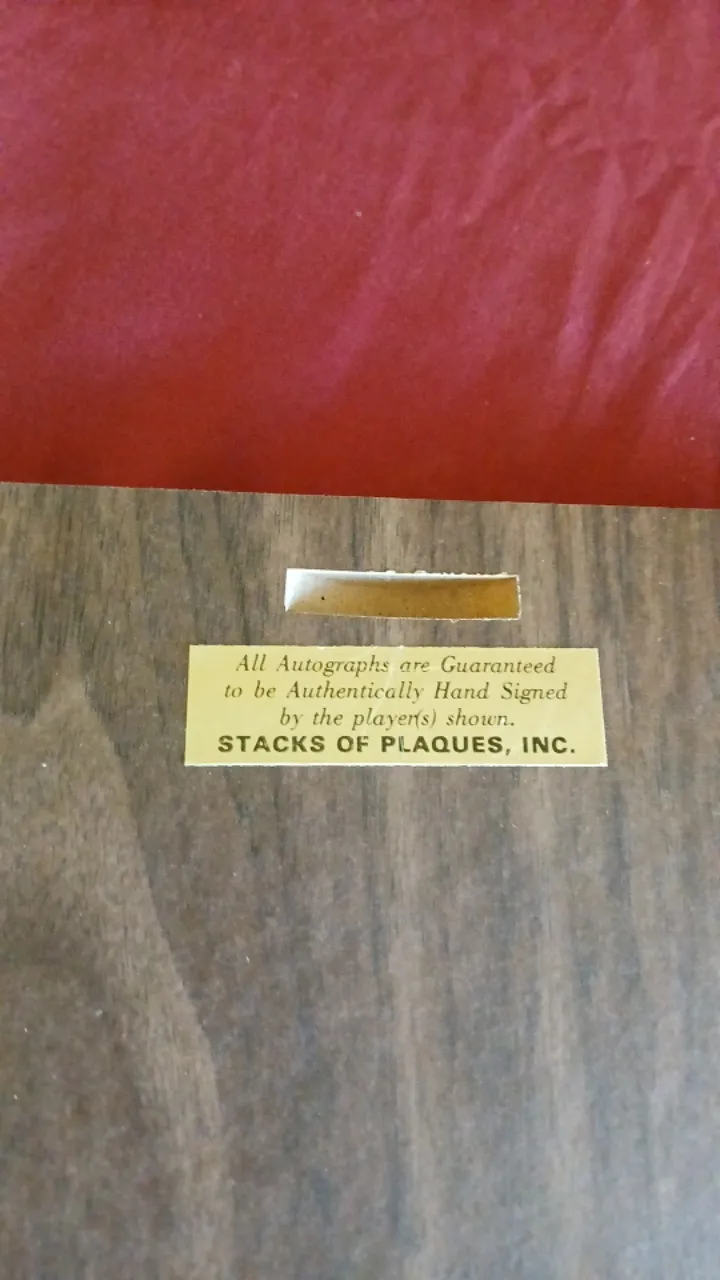 All Autographs are Guaranteed
to be Authentically Hand Signed
by the player(s) shown.
STACKS OF PLAQUES, INC.